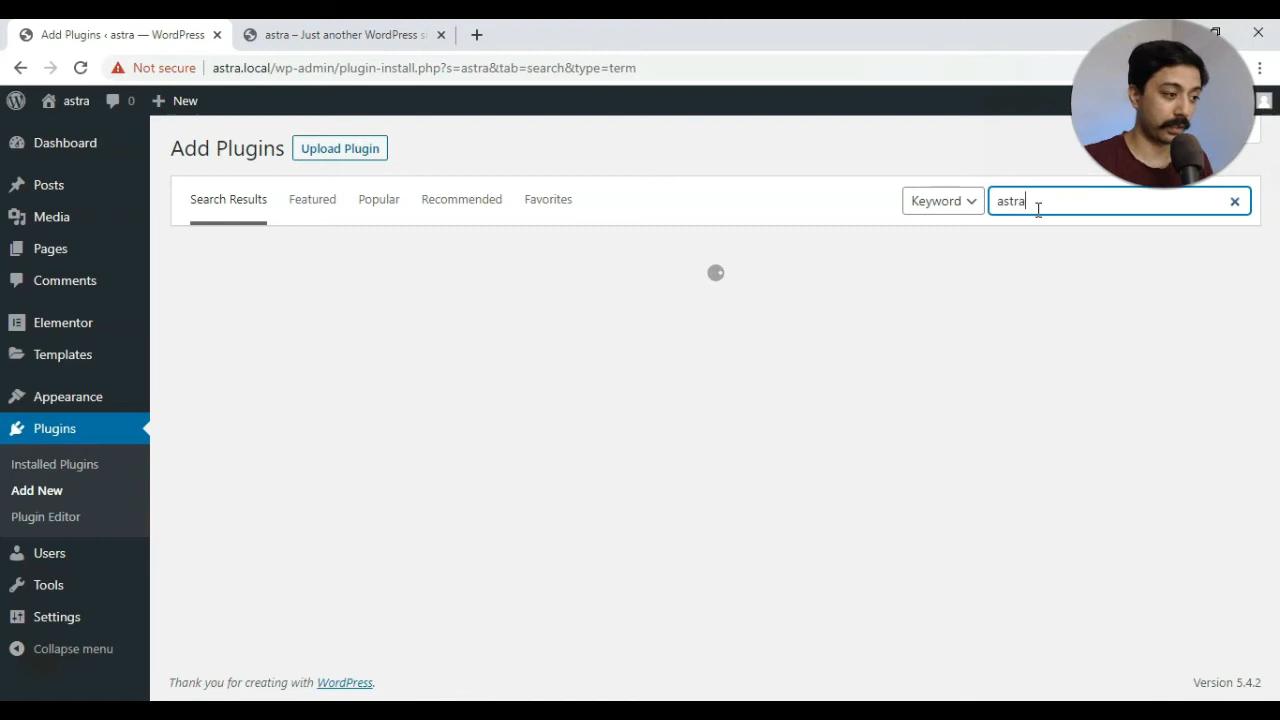 Add Plugins ‹ astra — WordPress
astra – Just another WordPress s
Not secure
astra.local/wp-admin/plugin-install.php?s=astra&tab=search&type=term
astra
0
New
Dashboard
Posts
Media
Pages
Comments
Elementor
Templates
Appearance
Plugins
Installed Plugins
Add New
Plugin Editor
Users
Tools
Settings
Collapse menu
Add Plugins
Upload Plugin
Search Results
Featured
Popular
Recommended
Favorites
Keyword
astra
Thank you for creating with WordPress.
Version 5.4.2